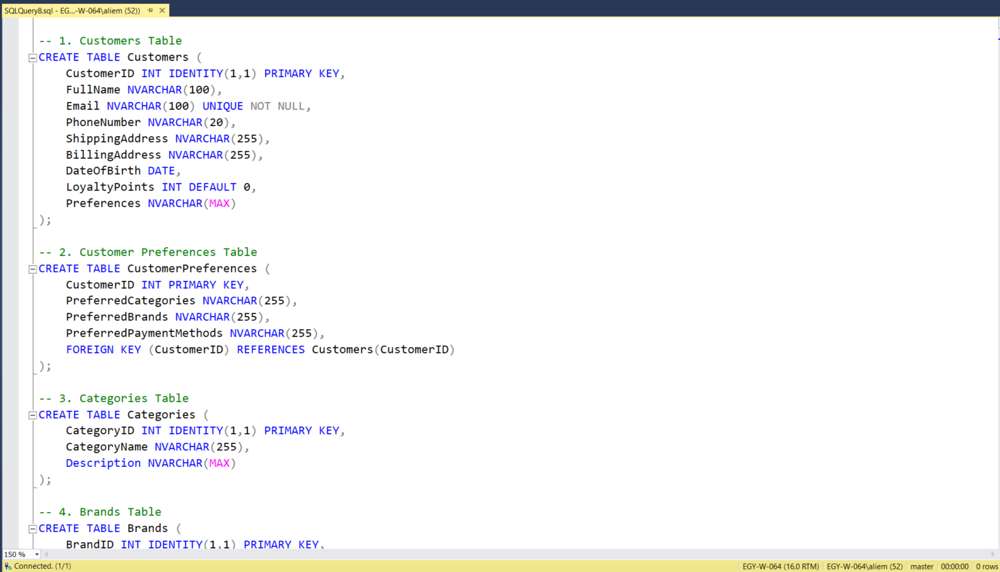 SQLQuery8.sql - EG...-W-064\aliem (52))
-- 1. Customers Table
CREATE TABLE Customers (
CustomerID INT IDENTITY(1,1) PRIMARY KEY,
FullName NVARCHAR(100),
Email NVARCHAR(100) UNIQUE NOT NULL,
PhoneNumber NVARCHAR(20),
ShippingAddress NVARCHAR(255),
BillingAddress NVARCHAR(255),
DateOfBirth DATE,
LoyaltyPoints INT DEFAULT 0,
Preferences NVARCHAR(MAX)
);
-- 2. Customer Preferences Table
CREATE TABLE CustomerPreferences (
CustomerID INT PRIMARY KEY,
PreferredCategories NVARCHAR(255),
PreferredBrands NVARCHAR(255),
PreferredPaymentMethods NVARCHAR(255),
FOREIGN KEY (CustomerID) REFERENCES Customers(CustomerID)
);
-- 3. Categories Table
CREATE TABLE Categories (
CategoryID INT IDENTITY(1,1) PRIMARY KEY,
CategoryName NVARCHAR(255),
Description NVARCHAR(MAX)
);
-- 4. Brands Table
CREATE TABLE Brands (
BrandID INT IDENTITY(1,1) PRIMARY KEY,
150 %
Connected. (1/1) EGY-W-064 (16.0 RTM) EGY-W-064\aliem (52) master 00:00:00 0 rows